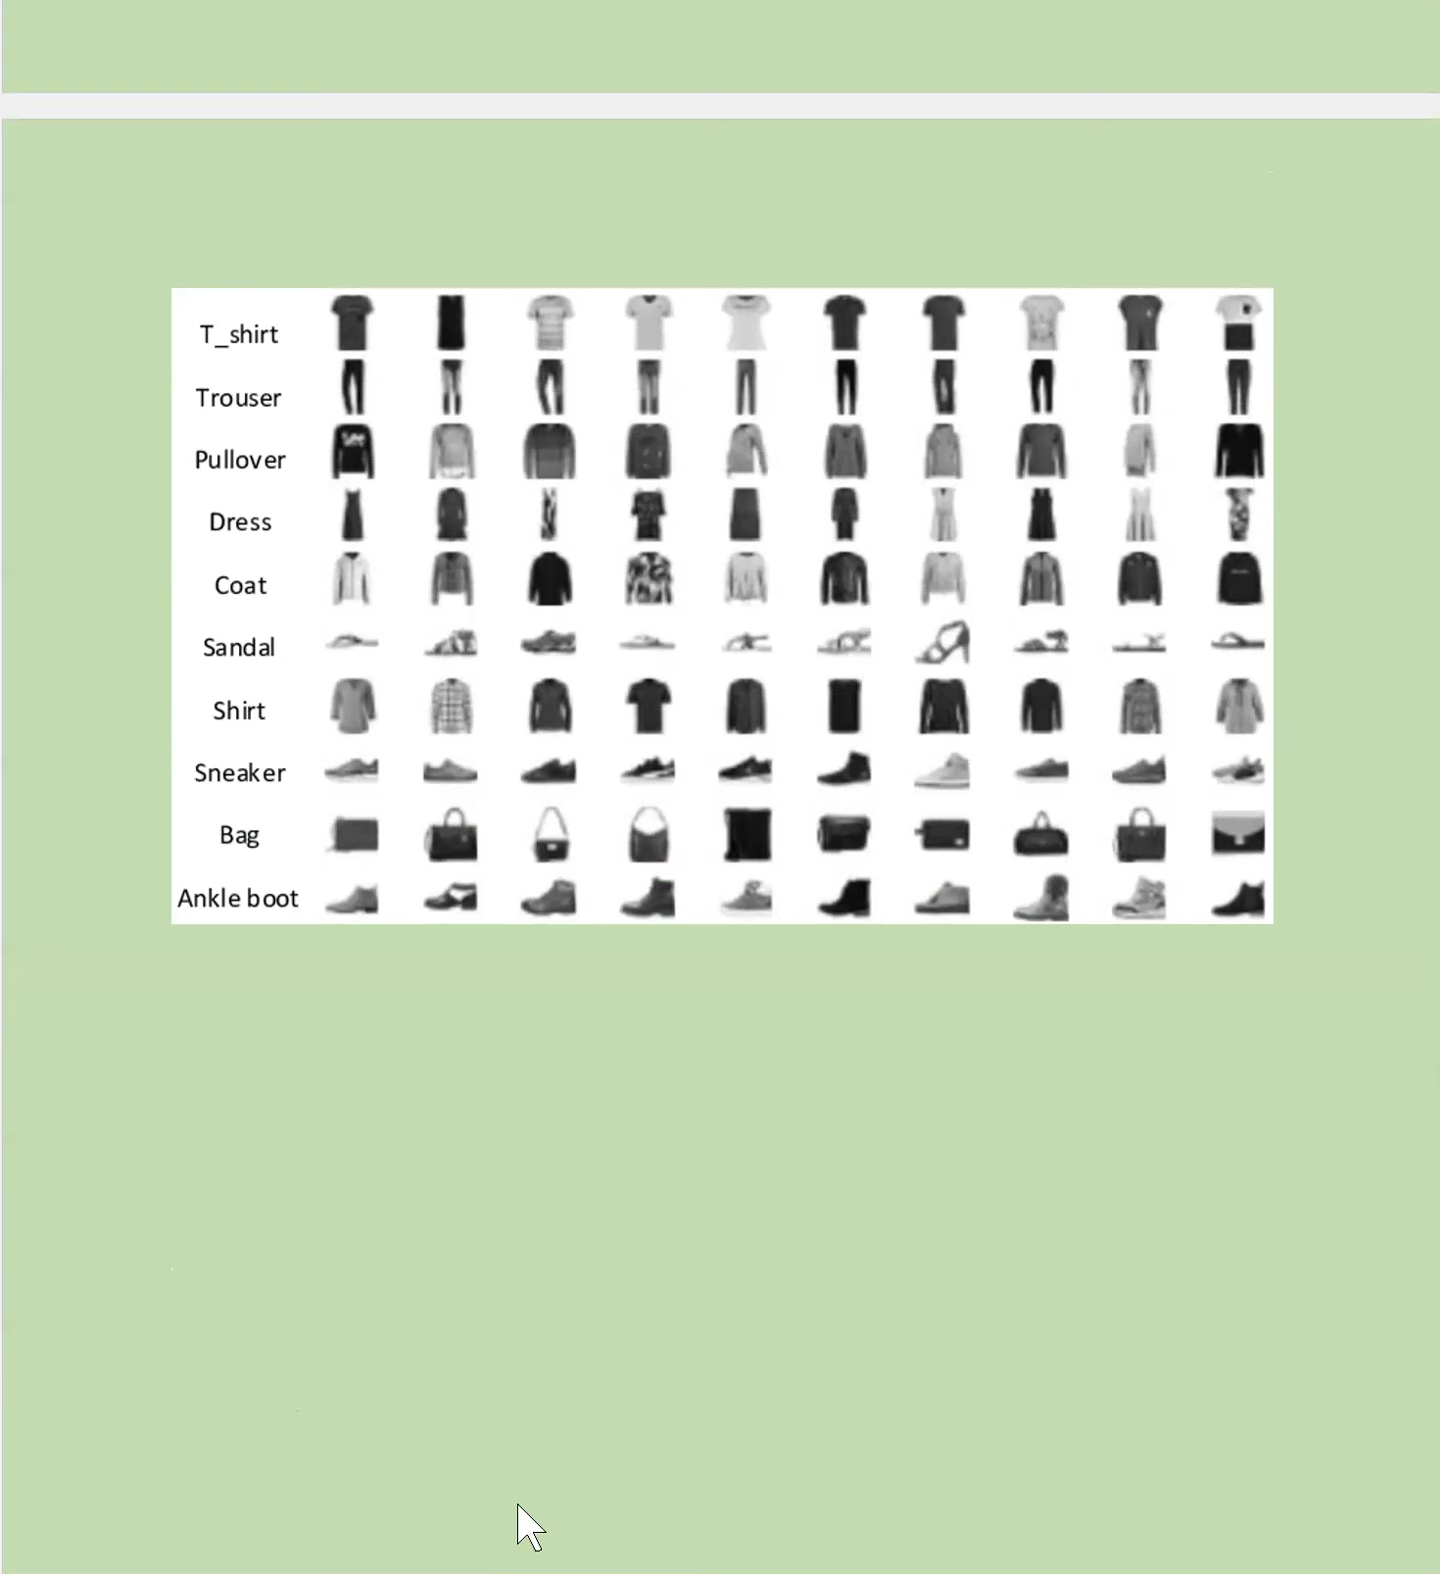 T_shirt
Trouser
Pullover
Dress
Coat
Sandal
Shirt
Sneaker
Bag
Ankle boot